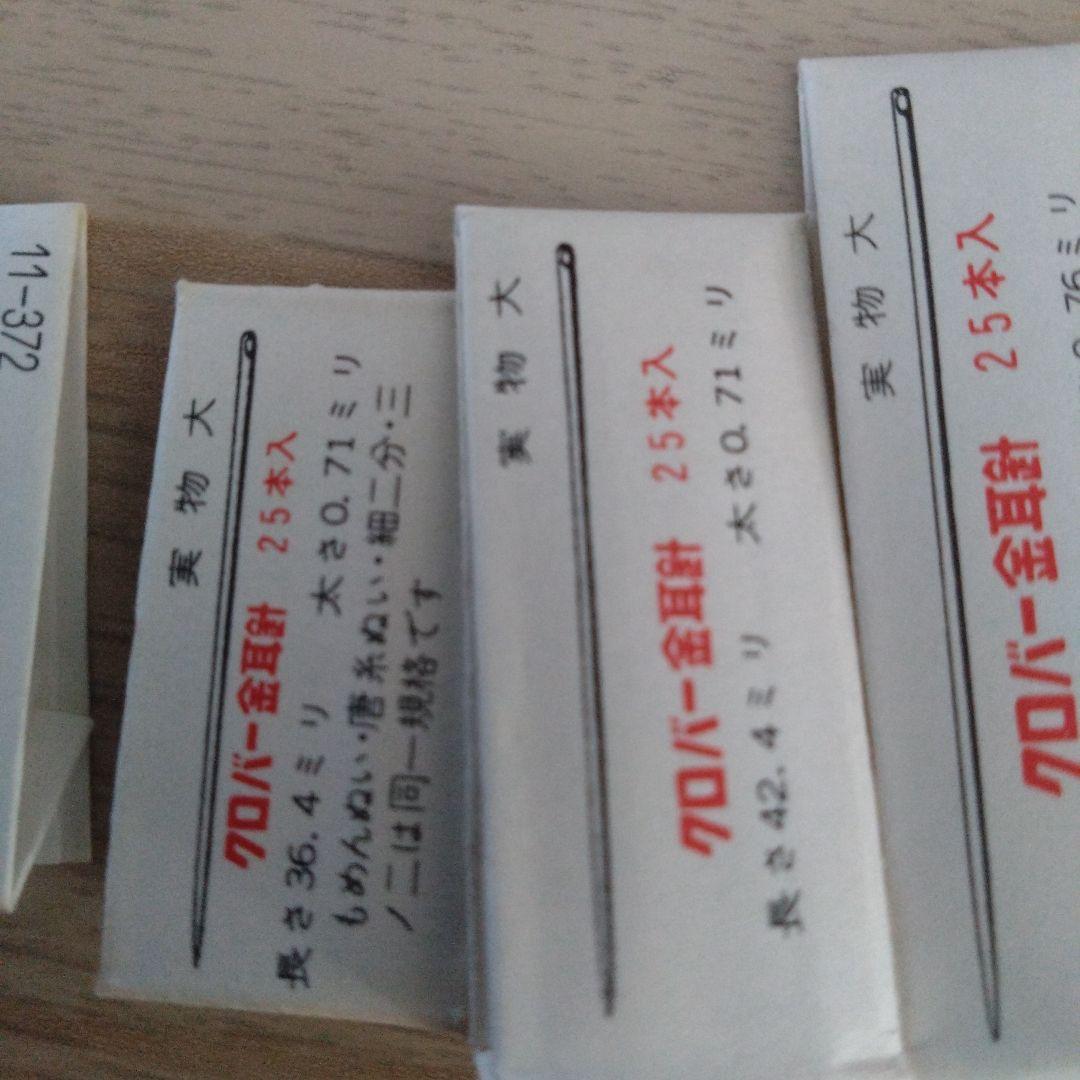 11-372
実物大
クロバー金耳針 25本入
長さ36.4ミリ 太さ0.71ミリ
もめんぬい・唐糸ぬい・細二分・三
ノ二は同一規格です
実物大
クロバー金耳針 25本入
長さ42.4ミリ 太さ0.71ミリ
実物大
クロバー金耳針 25本入
76ミリ